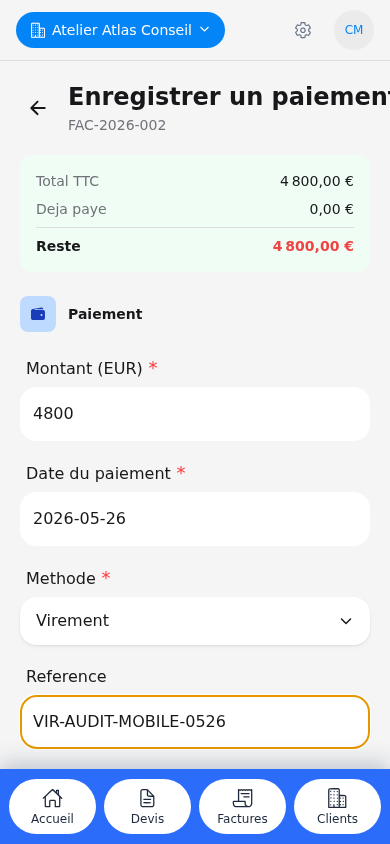 Atelier Atlas Conseil
CM
Enregistrer un paiement
FAC-2026-002
Total TTC 4 800,00 €
Deja paye 0,00 €
Reste 4 800,00 €
Paiement
Montant (EUR) *
4800
Date du paiement *
2026-05-26
Methode *
Virement
Reference
VIR-AUDIT-MOBILE-0526
Accueil Devis Factures Clients